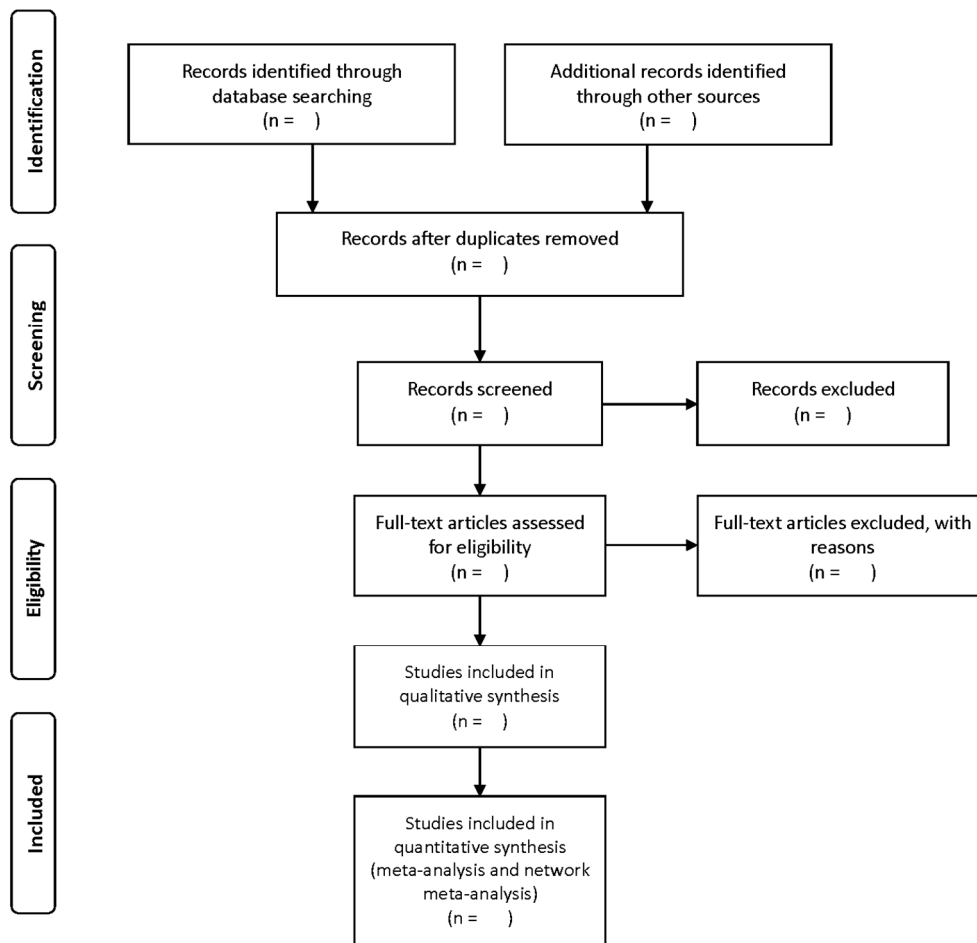 Identification
Records identified through
database searching
(n = )
Additional records identified
through other sources
(n = )
Records after duplicates removed
(n = )
Screening
Records screened
(n = )
Records excluded
(n = )
Eligibility
Full-text articles assessed
for eligibility
(n = )
Full-text articles excluded, with
reasons
(n = )
Studies included in
qualitative synthesis
(n = )
Included
Studies included in
quantitative synthesis
(meta-analysis and network
meta-analysis)
(n = )